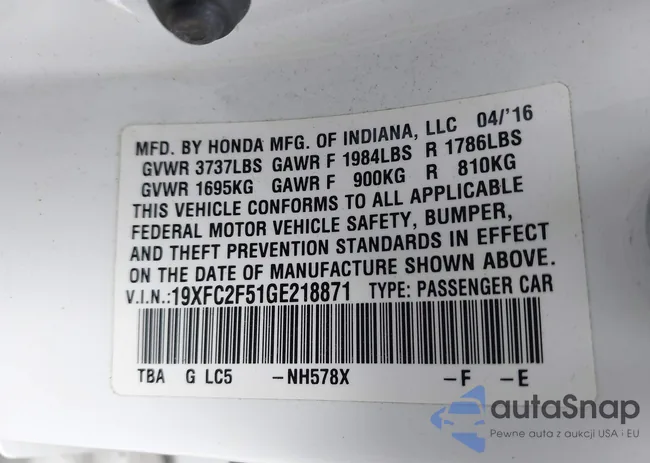 MFD. BY HONDA MFG. OF INDIANA, LLC 04/'16
GVWR 3737LBS GAWR F 1984LBS R 1786LBS
GVWR 1695KG GAWR F 900KG R 810KG
THIS VEHICLE CONFORMS TO ALL APPLICABLE
FEDERAL MOTOR VEHICLE SAFETY, BUMPER,
AND THEFT PREVENTION STANDARDS IN EFFECT
ON THE DATE OF MANUFACTURE SHOWN ABOVE.
V.I.N.:19XFC2F51GE218871 TYPE: PASSENGER CAR
TBA G LC5 -NH578X -F -E
autaSnap
Pewne auta z aukcji USA i EU